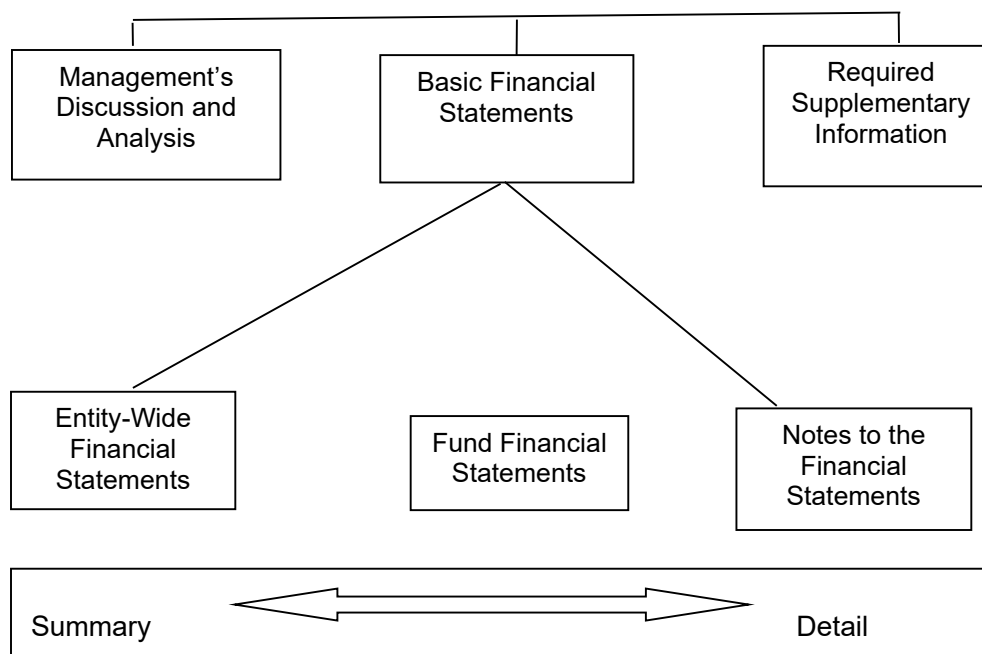 Management’s
Discussion and
Analysis
Basic Financial
Statements
Required
Supplementary
Information
Entity-Wide
Financial
Statements
Fund Financial
Statements
Notes to the
Financial
Statements
Summary
Detail